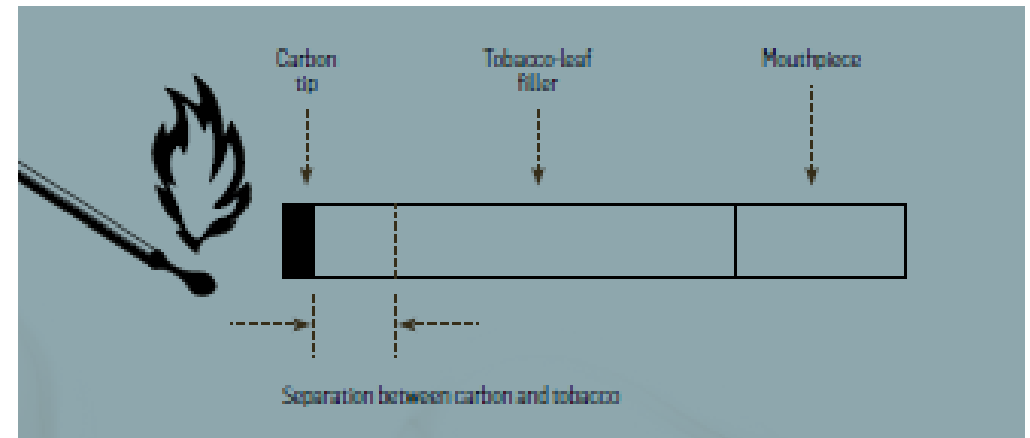 Carbon
tip
Tobacco-leaf
filler
Mouthpiece
Separation between carbon and tobacco